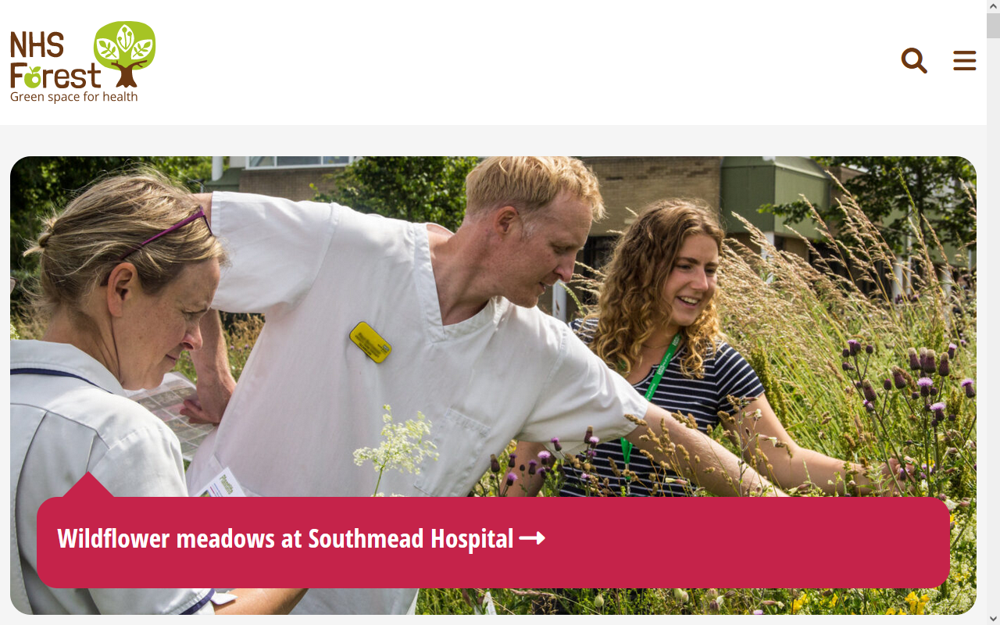 NHS
Forest
Green space for health
Wildflower meadows at Southmead Hospital